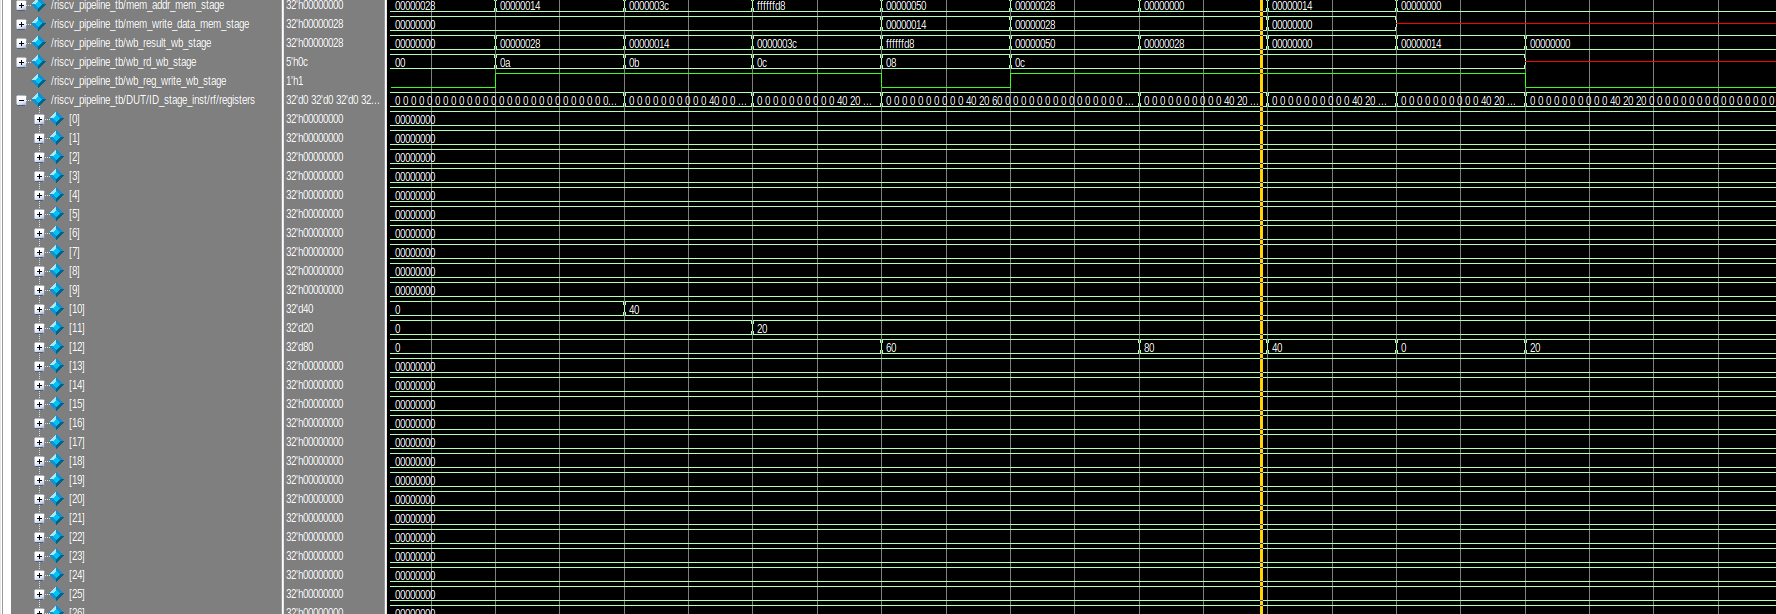 /riscv_pipeline_tb/mem_addr_mem_stage 32'h00000000 00000028 00000014 0000003c ffffffd8 00000050 00000028 00000000 00000014 00000000
/riscv_pipeline_tb/mem_write_data_mem_stage 32'h00000028 00000000 00000014 00000028 00000000
/riscv_pipeline_tb/wb_result_wb_stage 32'h00000028 00000000 00000028 00000014 0000003c ffffffd8 00000050 00000028 00000000 00000014 00000000
/riscv_pipeline_tb/wb_rd_wb_stage 5'h0c 00 0a 0b 0c 08 0c
/riscv_pipeline_tb/wb_reg_write_wb_stage 1'h1
/riscv_pipeline_tb/DUT/ID_stage_inst/rf/registers 32'd0 32'd0 32'd0 32... 0 0 0 0 0 0 0 0 0 0 0 0 0 0 0 0 0 0 0 0 0 0 0 0 0 0 0... 0 0 0 0 0 0 0 0 0 0 40 0 0 ... 0 0 0 0 0 0 0 0 0 0 40 20 ... 0 0 0 0 0 0 0 0 0 0 40 20 60 0 0 0 0 0 0 0 0 0 0 0 0 0 0 ... 0 0 0 0 0 0 0 0 0 0 40 20 ... 0 0 0 0 0 0 0 0 0 0 40 20 ... 0 0 0 0 0 0 0 0 0 0 40 20 ... 0 0 0 0 0 0 0 0 0 0 40 20 20 0 0 0 0 0 0 0 0 0 0 0 0 0 0 0 0
[0] 32'h00000000 00000000
[1] 32'h00000000 00000000
[2] 32'h00000000 00000000
[3] 32'h00000000 00000000
[4] 32'h00000000 00000000
[5] 32'h00000000 00000000
[6] 32'h00000000 00000000
[7] 32'h00000000 00000000
[8] 32'h00000000 00000000
[9] 32'h00000000 00000000
[10] 32'd40 0 40
[11] 32'd20 0 20
[12] 32'd80 0 60 80 40 0 20
[13] 32'h00000000 00000000
[14] 32'h00000000 00000000
[15] 32'h00000000 00000000
[16] 32'h00000000 00000000
[17] 32'h00000000 00000000
[18] 32'h00000000 00000000
[19] 32'h00000000 00000000
[20] 32'h00000000 00000000
[21] 32'h00000000 00000000
[22] 32'h00000000 00000000
[23] 32'h00000000 00000000
[24] 32'h00000000 00000000
[25] 32'h00000000 00000000
[26] 32'h00000000 00000000